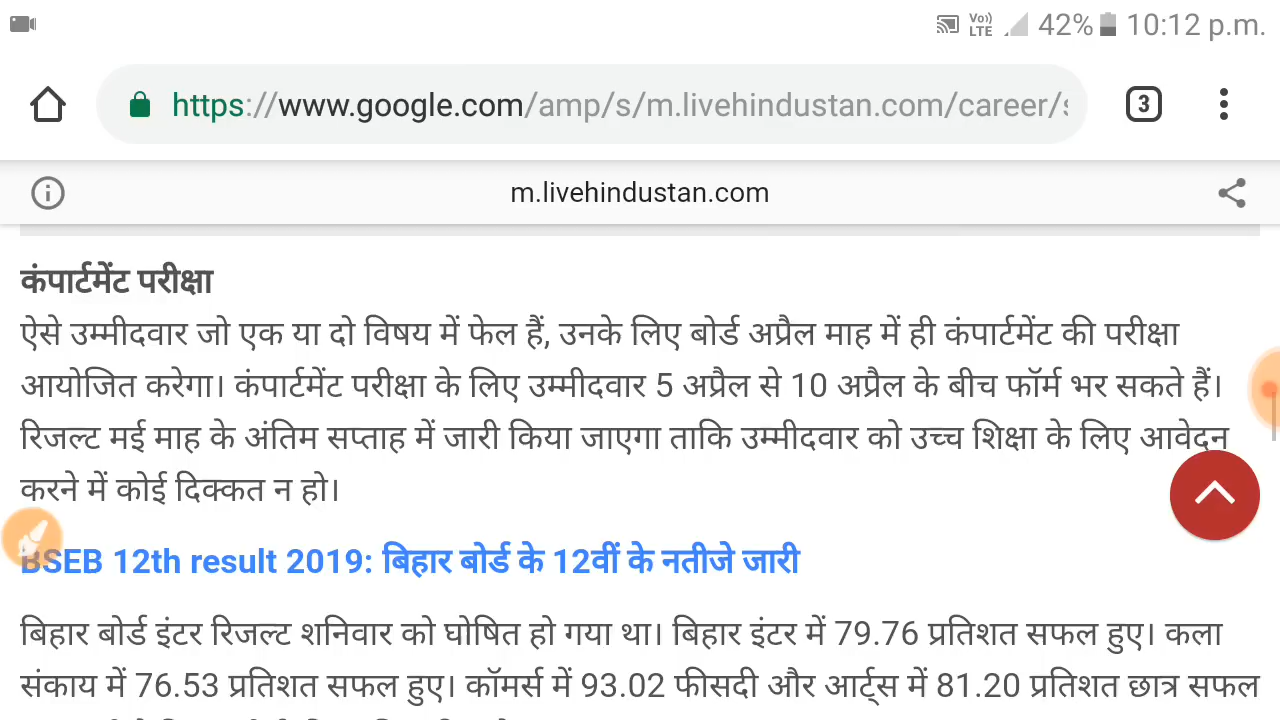 Vo)) LTE 42% 10:12 p.m.
https://www.google.com/amp/s/m.livehindustan.com/career/ 3
m.livehindustan.com
कंपार्टमेंट परीक्षा
ऐसे उम्मीदवार जो एक या दो विषय में फेल हैं, उनके लिए बोर्ड अप्रैल माह में ही कंपार्टमेंट की परीक्षा
आयोजित करेगा। कंपार्टमेंट परीक्षा के लिए उम्मीदवार 5 अप्रैल से 10 अप्रैल के बीच फॉर्म भर सकते हैं।
रिजल्ट मई माह के अंतिम सप्ताह में जारी किया जाएगा ताकि उम्मीदवार को उच्च शिक्षा के लिए आवेदन
करने में कोई दिक्कत न हो।
BSEB 12th result 2019: बिहार बोर्ड के 12वीं के नतीजे जारी
बिहार बोर्ड इंटर रिजल्ट शनिवार को घोषित हो गया था। बिहार इंटर में 79.76 प्रतिशत सफल हुए। कला
संकाय में 76.53 प्रतिशत सफल हुए। कॉमर्स में 93.02 फीसदी और आर्ट्स में 81.20 प्रतिशत छात्र सफल